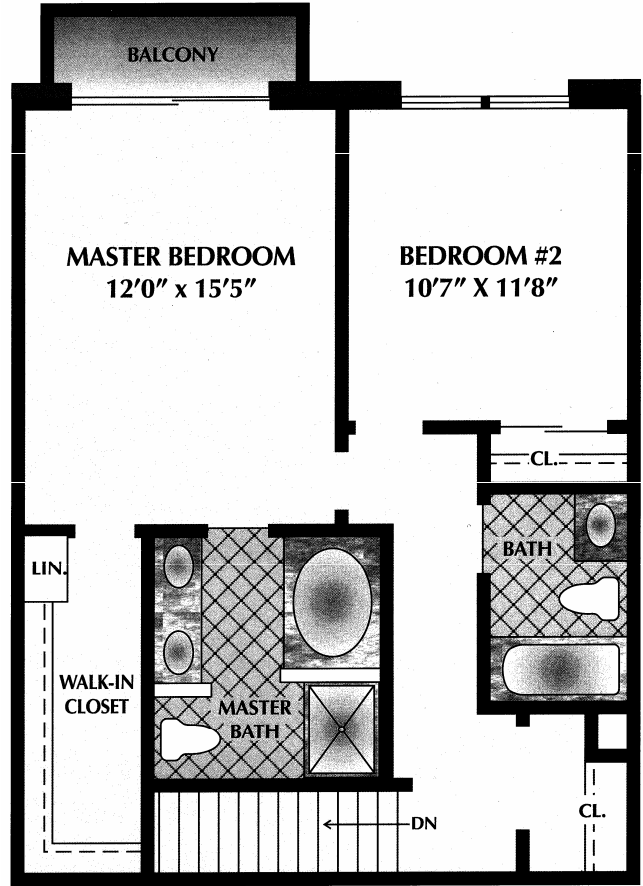 BALCONY
MASTER BEDROOM
12'0" x 15'5"
BEDROOM #2
10'7" X 11'8"
CL.
BATH
LIN.
WALK-IN
CLOSET
MASTER
BATH
DN
CL.